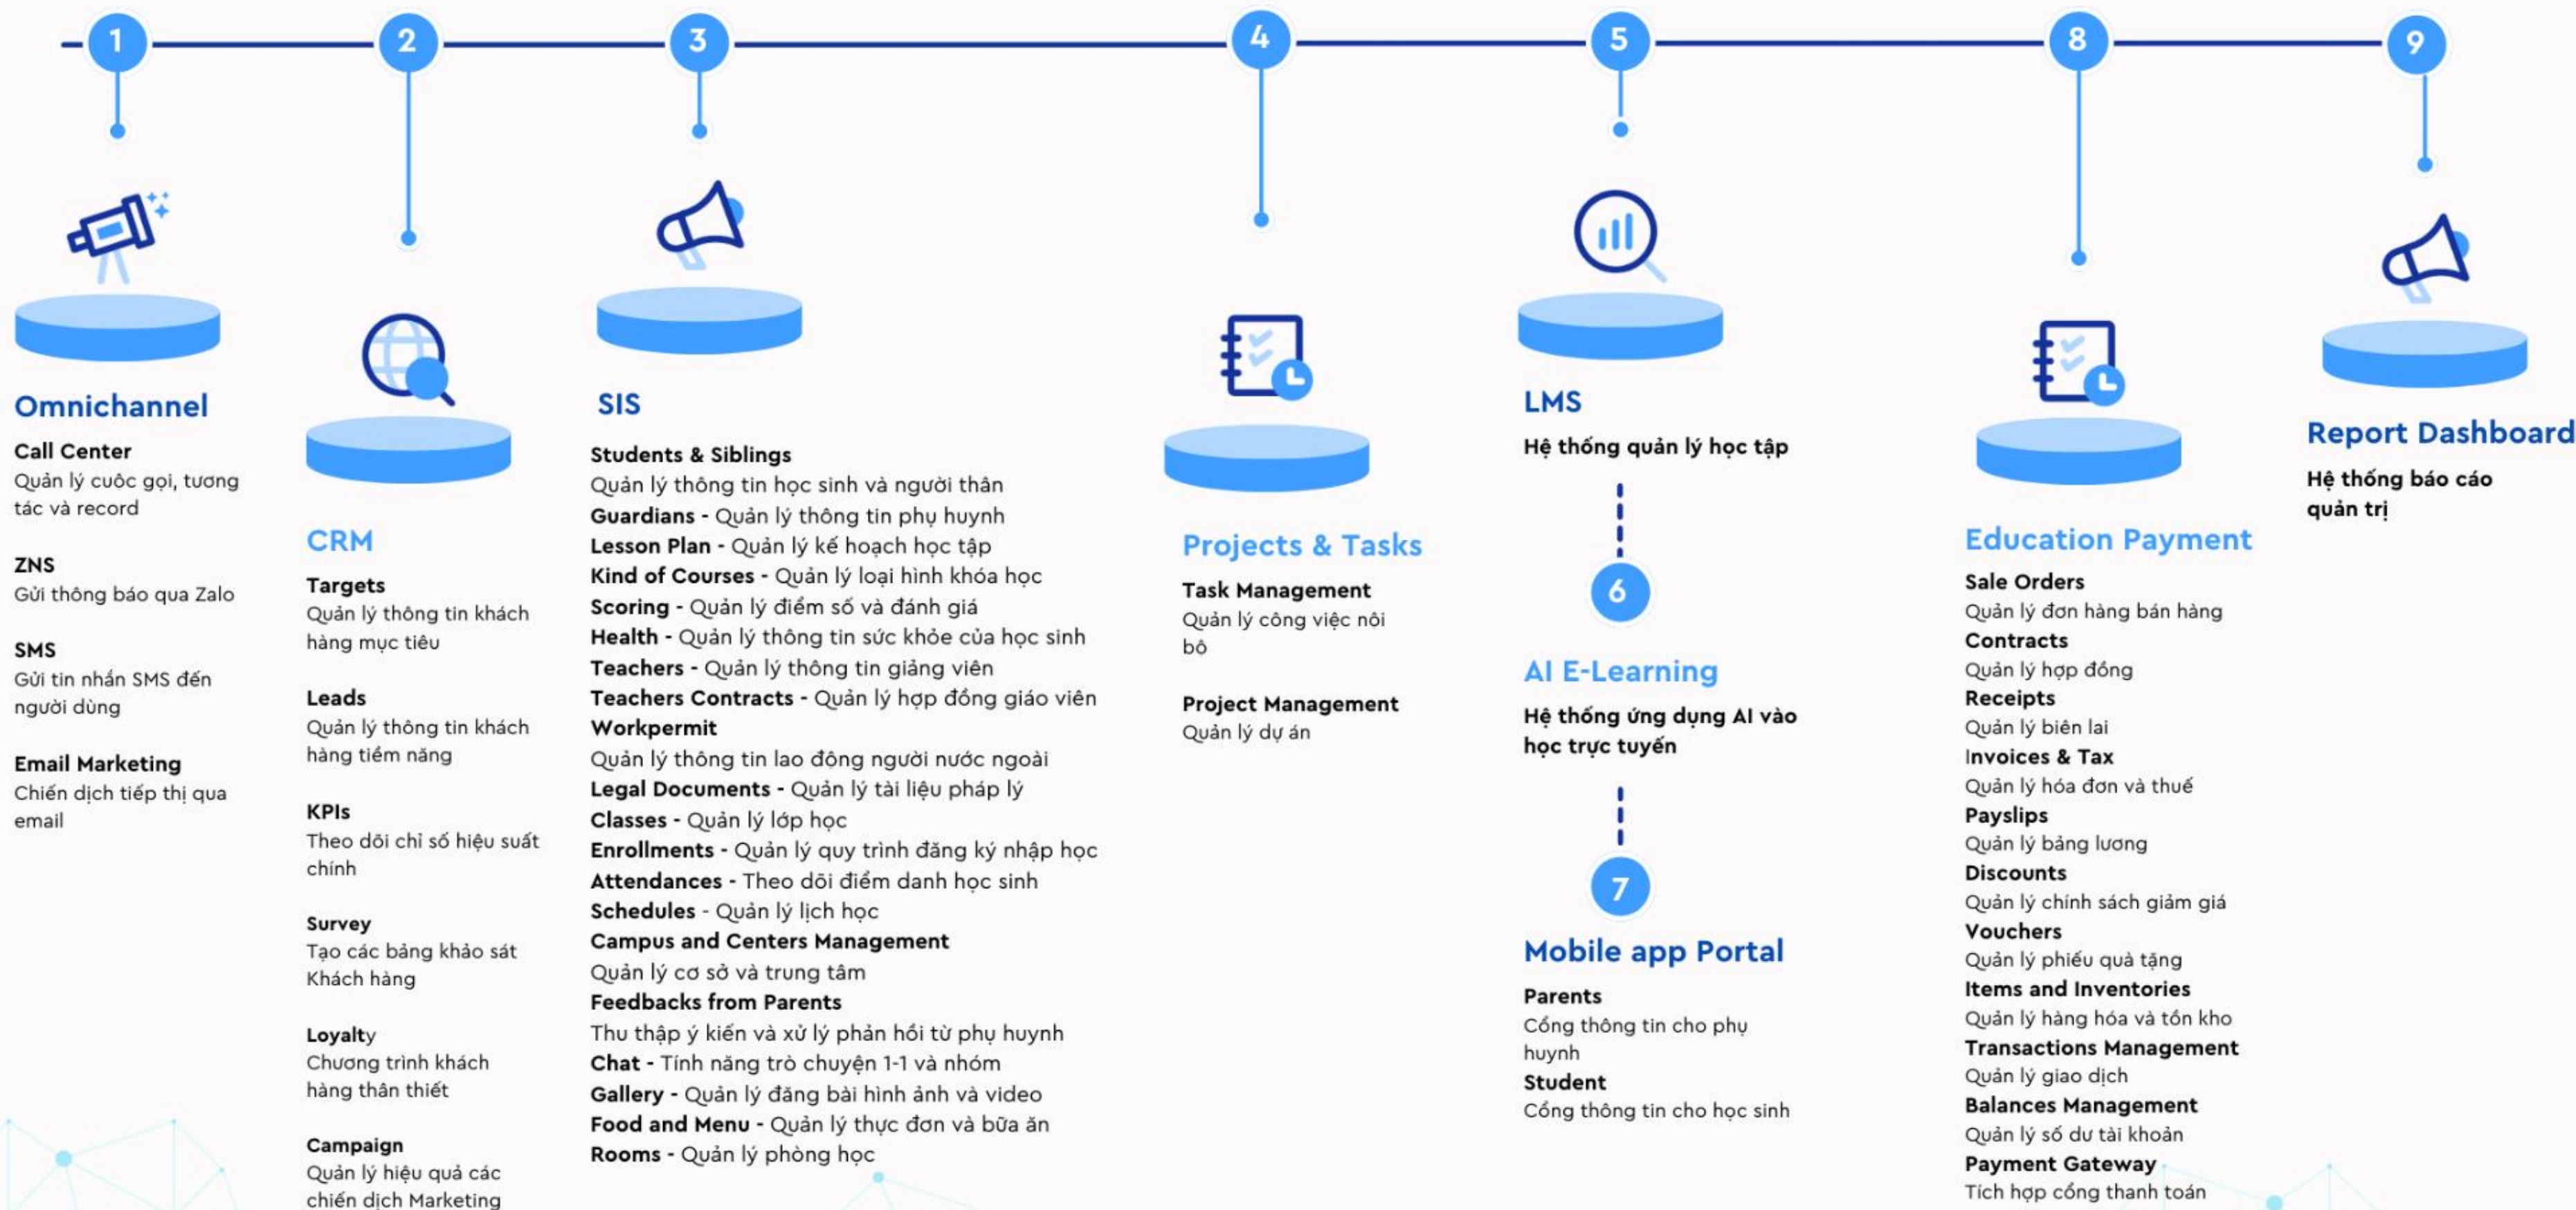 1
Omnichannel
Call Center
Quản lý cuôc gọi, tương
tác và record
ZNS
Gửi thông báo qua Zalo
SMS
Gửi tin nhắn SMS đến
người dùng
Email Marketing
Chiến dịch tiếp thị qua
email
2
CRM
Targets
Quản lý thông tin khách
hàng mục tiêu
Leads
Quản lý thông tin khách
hàng tiềm năng
KPIs
Theo dõi chỉ số hiệu suất
chính
Survey
Tạo các bảng khảo sát
Khách hàng
Loyalty
Chương trình khách
hàng thân thiết
Campaign
Quản lý hiệu quả các
chiến dịch Marketing
3
SIS
Students & Siblings
Quản lý thông tin học sinh và người thân
Guardians - Quản lý thông tin phụ huynh
Lesson Plan - Quản lý kế hoạch học tập
Kind of Courses - Quản lý loại hình khóa học
Scoring - Quản lý điểm số và đánh giá
Health - Quản lý thông tin sức khỏe của học sinh
Teachers - Quản lý thông tin giảng viên
Teachers Contracts - Quản lý hợp đồng giáo viên
Workpermit
Quản lý thông tin lao động người nước ngoài
Legal Documents - Quản lý tài liệu pháp lý
Classes - Quản lý lớp học
Enrollments - Quản lý quy trình đăng ký nhập học
Attendances - Theo dõi điểm danh học sinh
Schedules - Quản lý lịch học
Campus and Centers Management
Quản lý cơ sở và trung tâm
Feedbacks from Parents
Thu thập ý kiến và xử lý phản hồi từ phụ huynh
Chat - Tính năng trò chuyện 1-1 và nhóm
Gallery - Quản lý đăng bài hình ảnh và video
Food and Menu - Quản lý thực đơn và bữa ăn
Rooms - Quản lý phòng học
4
Projects & Tasks
Task Management
Quản lý công việc nội
bộ
Project Management
Quản lý dự án
5
LMS
Hệ thống quản lý học tập
6
AI E-Learning
Hệ thống ứng dụng AI vào
học trực tuyến
7
Mobile app Portal
Parents
Cổng thông tin cho phụ
huynh
Student
Cổng thông tin cho học sinh
8
Education Payment
Sale Orders
Quản lý đơn hàng bán hàng
Contracts
Quản lý hợp đồng
Receipts
Quản lý biên lai
Invoices & Tax
Quản lý hóa đơn và thuế
Payslips
Quản lý bảng lương
Discounts
Quản lý chính sách giảm giá
Vouchers
Quản lý phiếu quà tặng
Items and Inventories
Quản lý hàng hóa và tồn kho
Transactions Management
Quản lý giao dịch
Balances Management
Quản lý số dư tài khoản
Payment Gateway
Tích hợp cổng thanh toán
9
Report Dashboard
Hệ thống báo cáo
quản trị